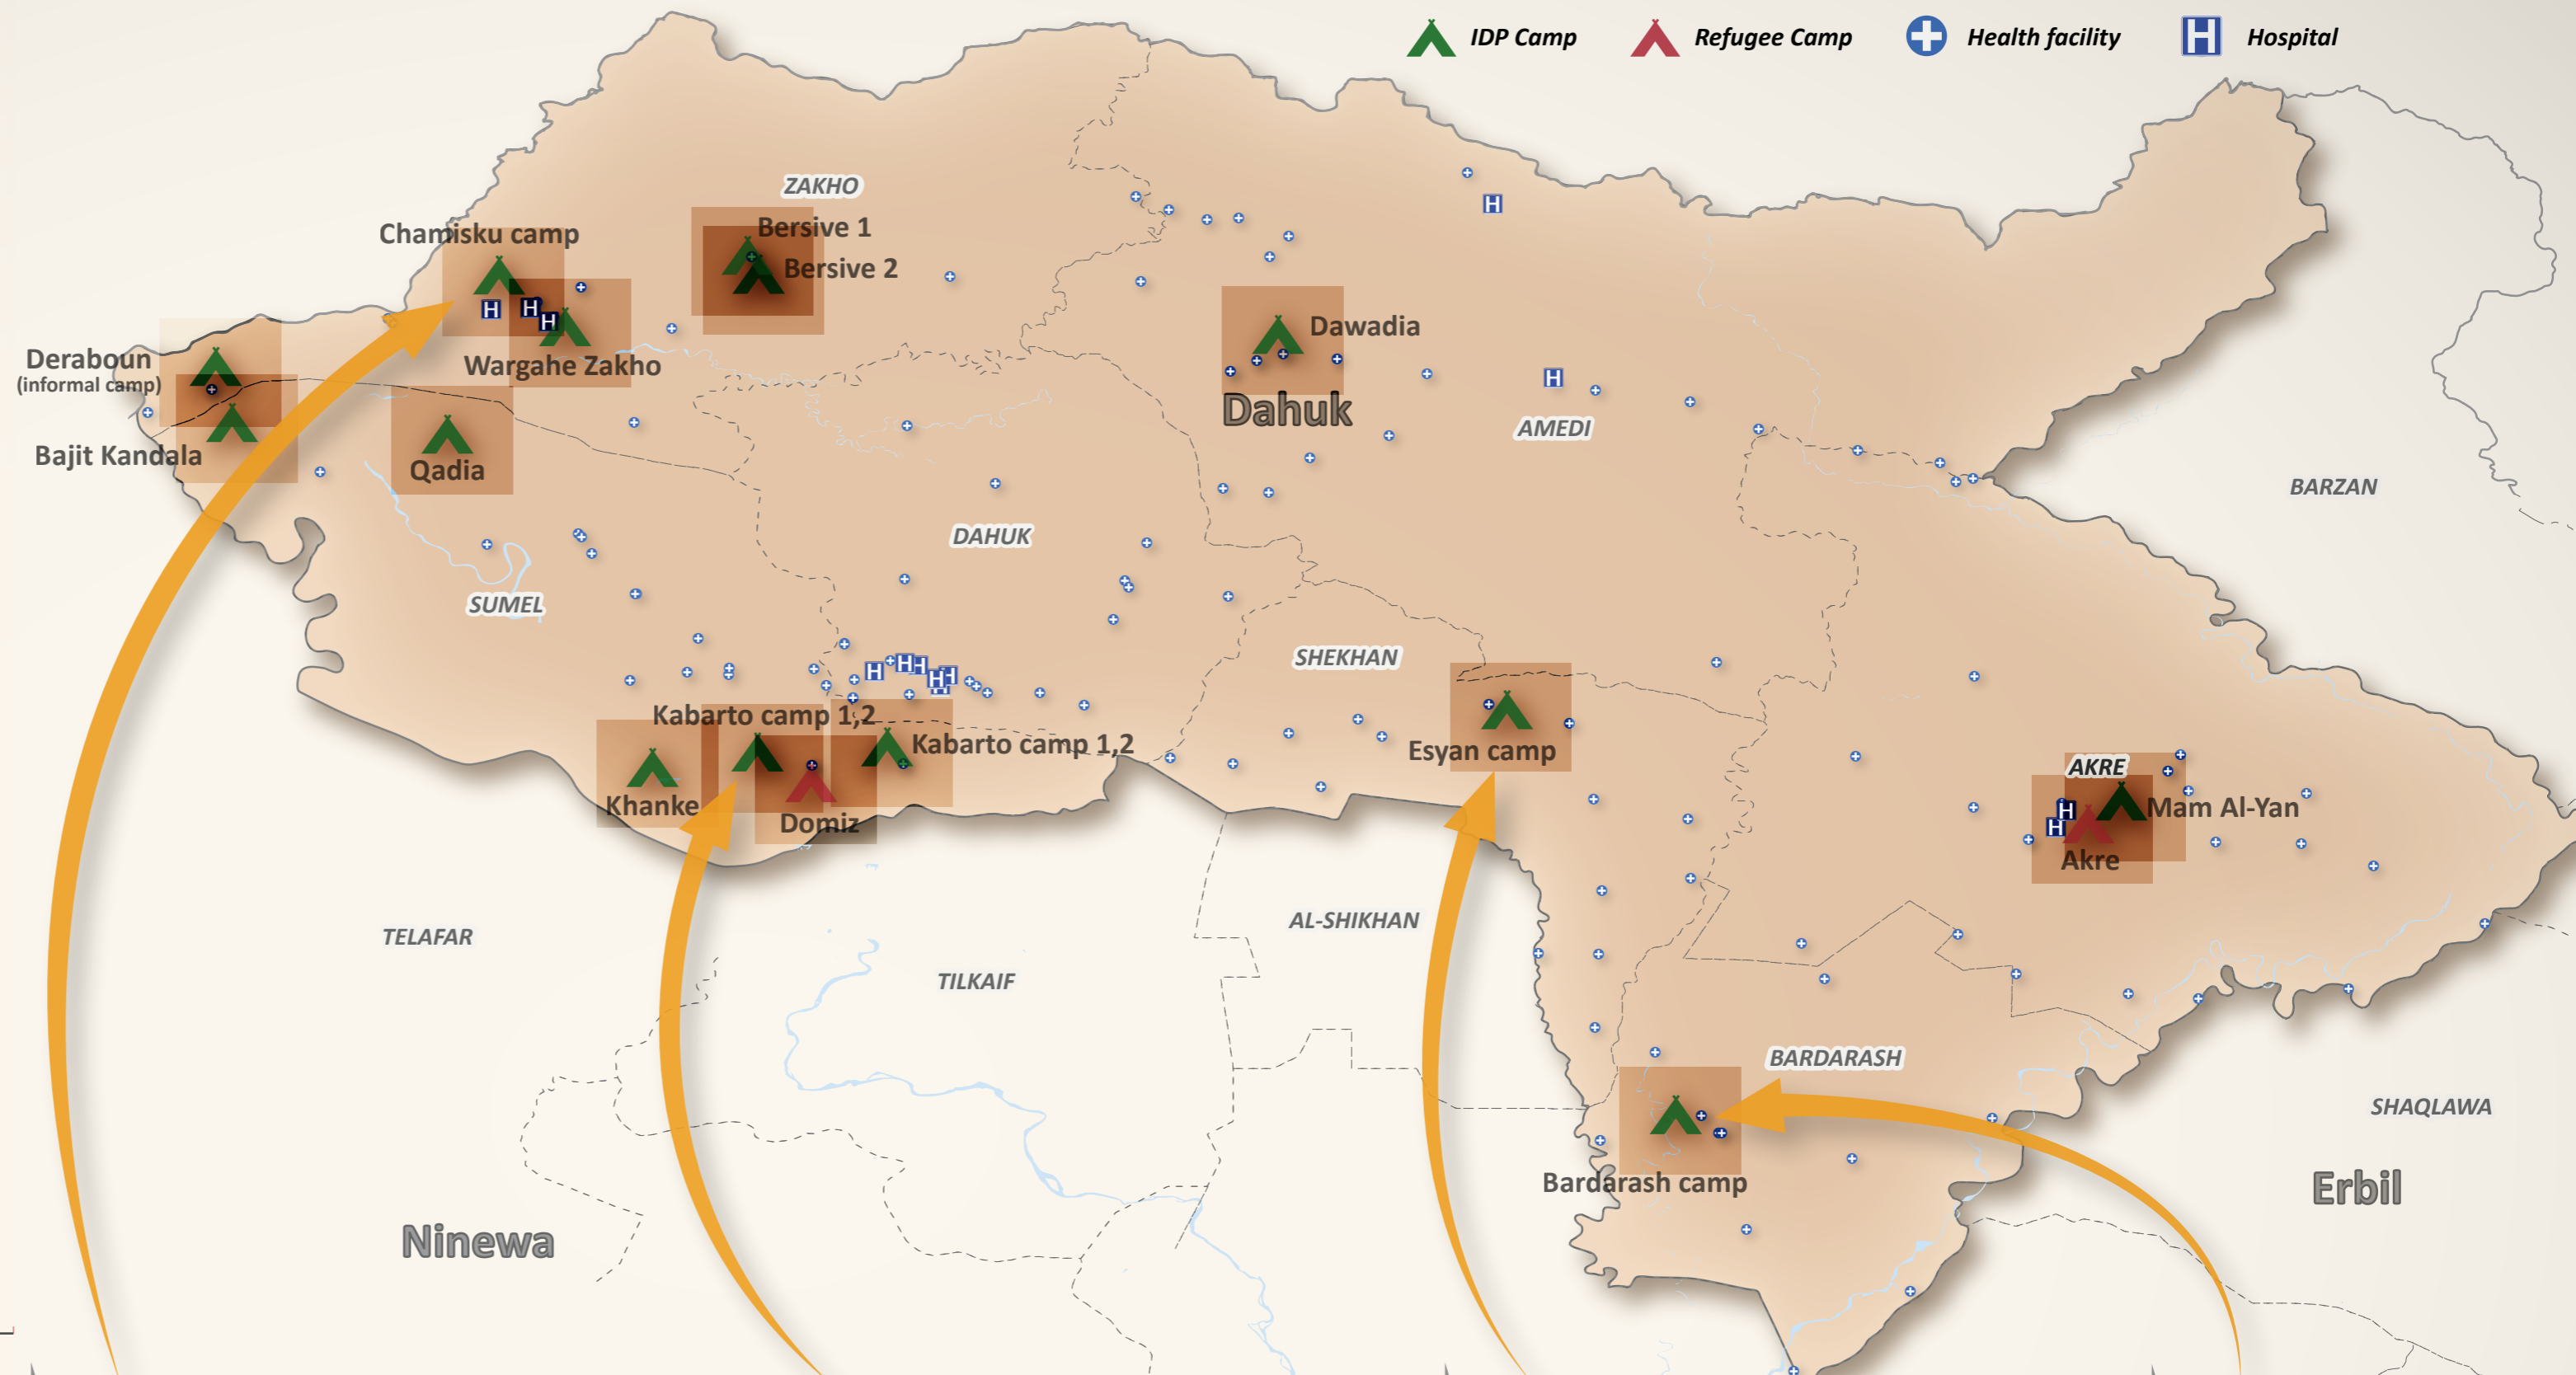 IDP Camp
Refugee Camp
Health facility
H
Hospital
ZAKHO
Chamisku camp
Bersive 1
Bersive 2
H
H
H
H
Deraboun
(informal camp)
Wargahe Zakho
Dawadia
Dahuk
H
AMEDI
Bajit Kandala
Qadia
BARZAN
DAHUK
SUMEL
SHEKHAN
H
H
H
H
H
H
Kabarto camp 1,2
Kabarto camp 1,2
Esyan camp
Khanke
Domiz
AKRE
Mam Al-Yan
H
H
Akre
TELAFAR
AL-SHIKHAN
TILKAIF
BARDARASH
SHAQLAWA
Bardarash camp
Erbil
Ninewa